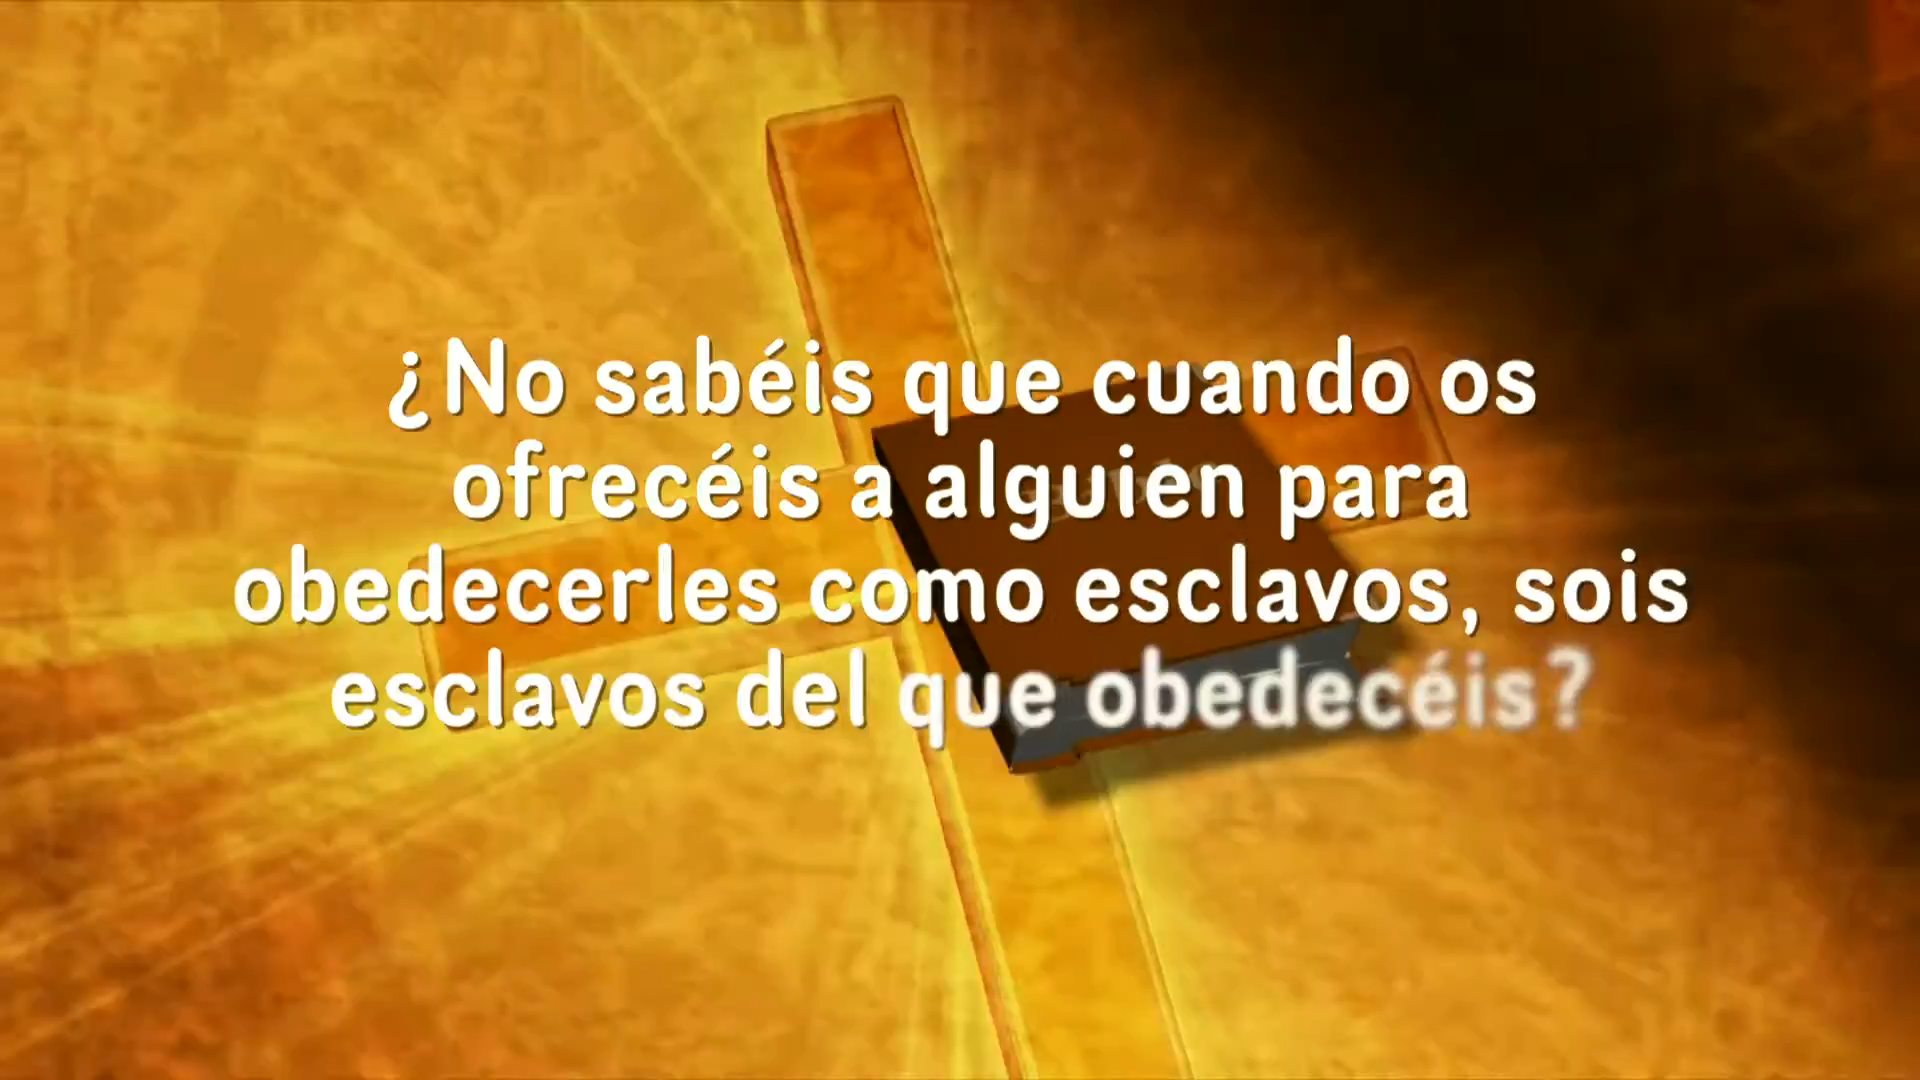 ¿No sabéis que cuando os
ofrecéis a alguien para
obedecerles como esclavos, sois
esclavos del que obedecéis?